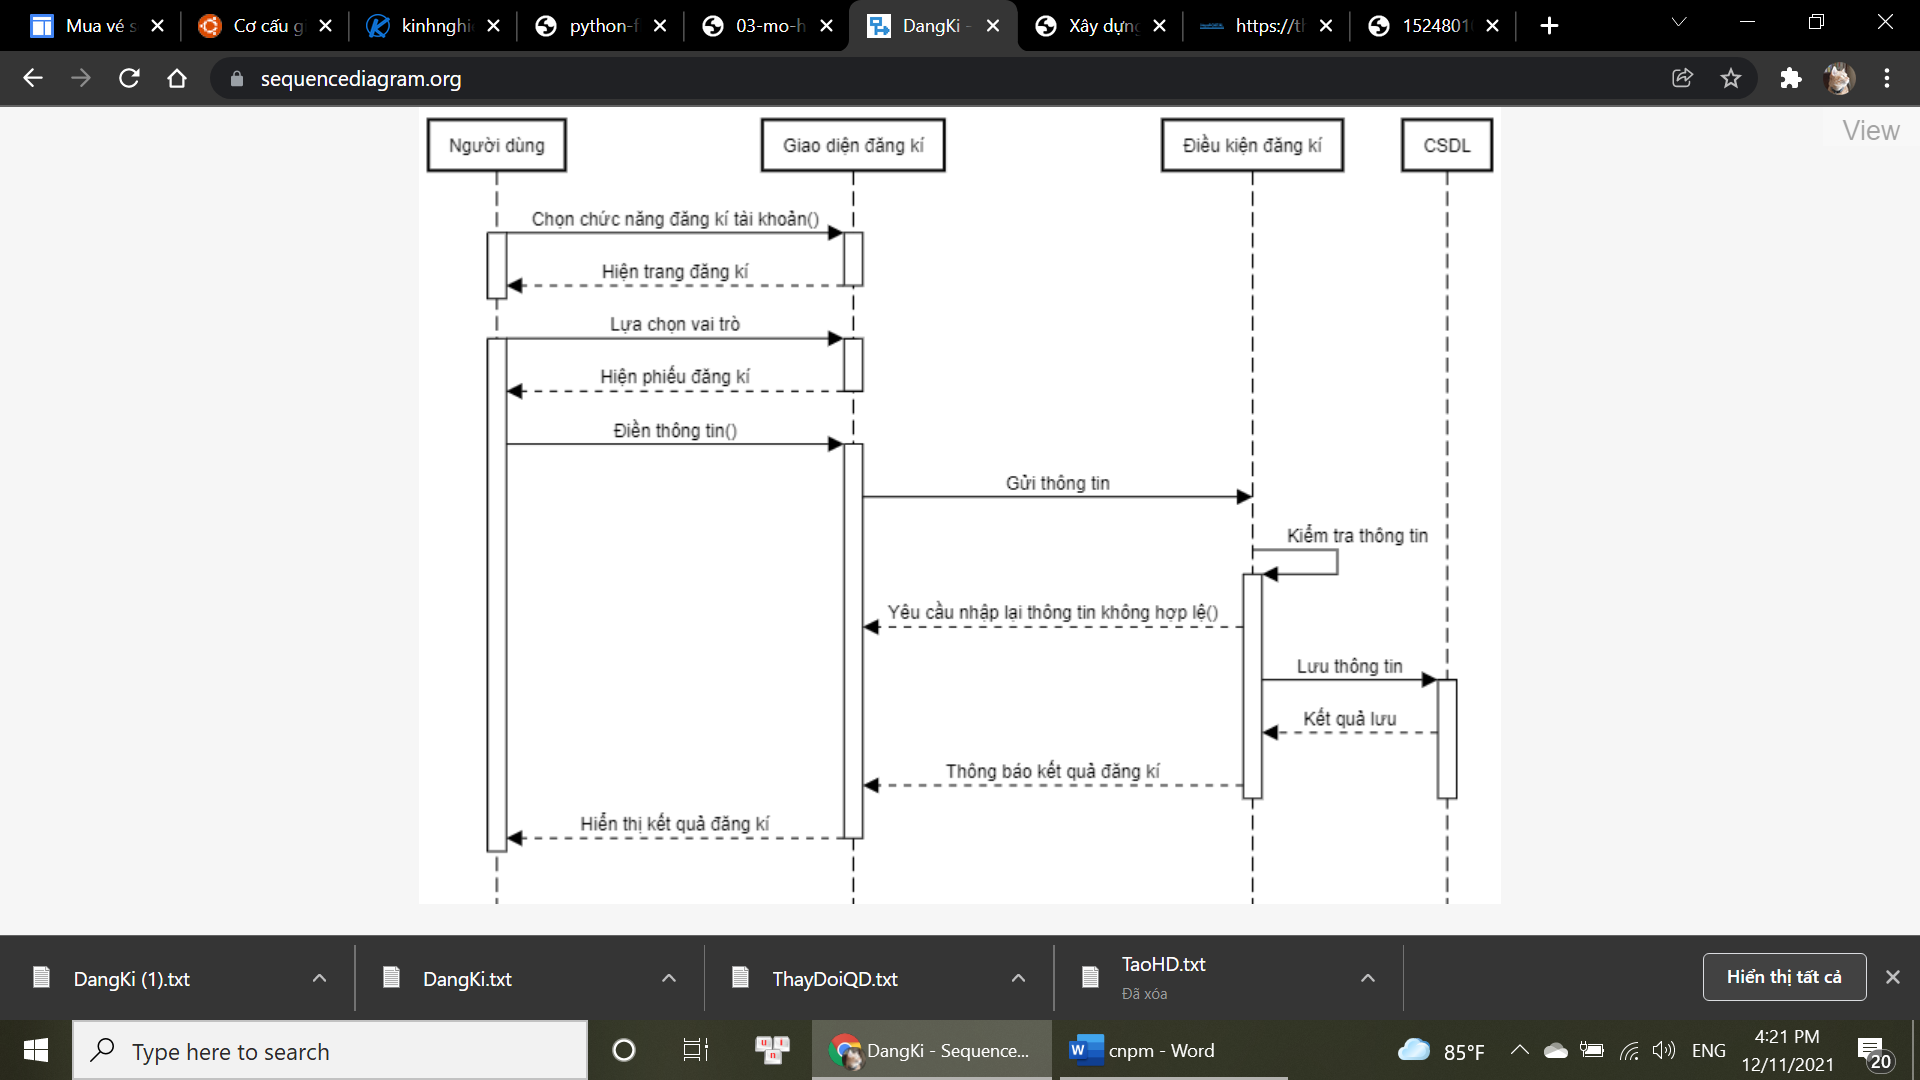 Mua vé s
Cơ cấu g
kinhnghi
python-f
03-mo-h
DangKi -
Xây dựng
https://th
1524801
sequencediagram.org
View
Người dùng
Giao diện đăng kí
Điều kiện đăng kí
CSDL
Chọn chức năng đăng kí tài khoản()
Hiện trang đăng kí
Lựa chọn vai trò
Hiện phiếu đăng kí
Điền thông tin()
Gửi thông tin
Kiểm tra thông tin
Yêu cầu nhập lại thông tin không hợp lệ()
Lưu thông tin
Kết quả lưu
Thông báo kết quả đăng kí
Hiển thị kết quả đăng kí
DangKi (1).txt
DangKi.txt
ThayDoiQD.txt
TaoHD.txt
Đã xóa
Hiển thị tất cả
Type here to search
DangKi - Sequence...
cnpm - Word
85°F
ENG
4:21 PM
12/11/2021
20